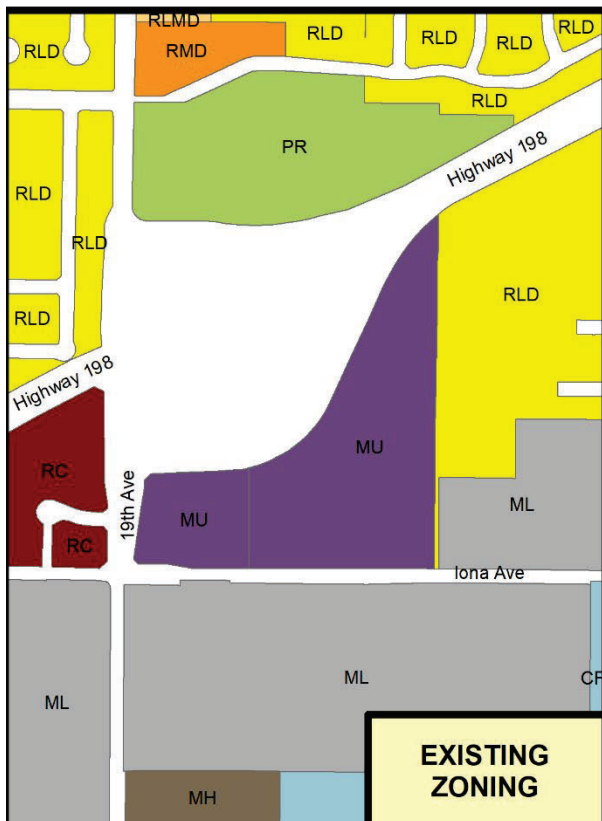 RLMD
RLD
RMD
RLD
RLD
RLD
RLD
RLD
PR
Highway 198
RLD
RLD
RLD
RLD
Highway 198
MU
RC
19th Ave
ML
MU
RC
Iona Ave
ML
ML
MH
EXISTING
ZONING